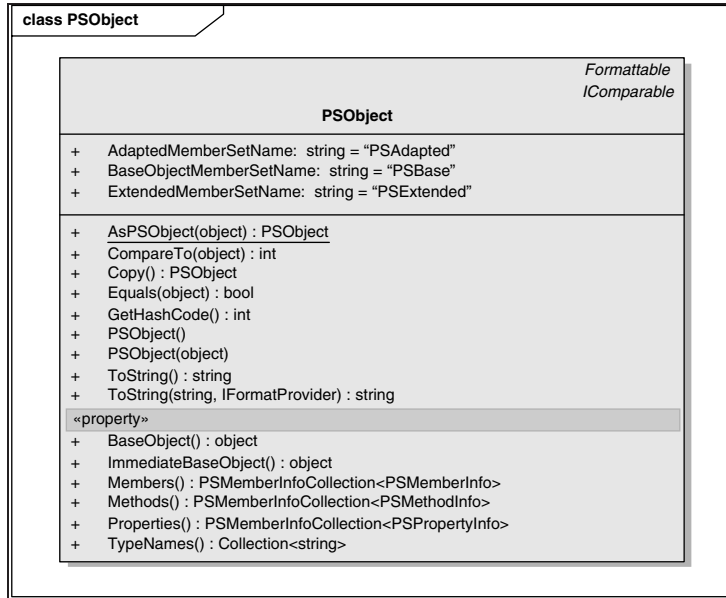 class PSObject
Formattable
IComparable
PSObject
+ AdaptedMemberSetName: string = “PSAdapted”
+ BaseObjectMemberSetName: string = “PSBase”
+ ExtendedMemberSetName: string = “PSExtended”
+ AsPSObject(object) : PSObject
+ CompareTo(object) : int
+ Copy() : PSObject
+ Equals(object) : bool
+ GetHashCode() : int
+ PSObject()
+ PSObject(object)
+ ToString() : string
+ ToString(string, IFormatProvider) : string
«property»
+ BaseObject() : object
+ ImmediateBaseObject() : object
+ Members() : PSMemberInfoCollection<PSMemberInfo>
+ Methods() : PSMemberInfoCollection<PSMethodInfo>
+ Properties() : PSMemberInfoCollection<PSPropertyInfo>
+ TypeNames() : Collection<string>